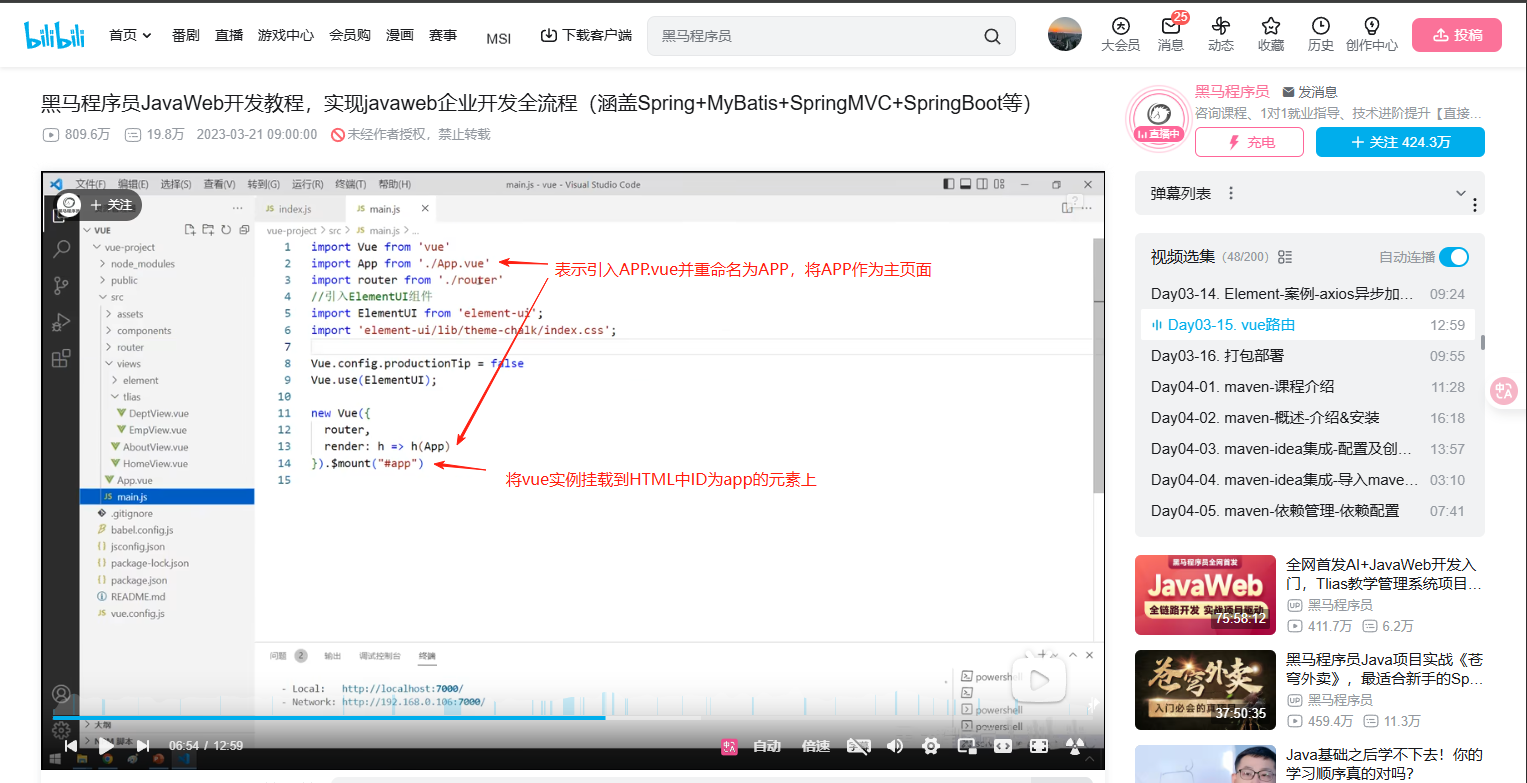 bilibili
首页 番剧 直播 游戏中心 会员购 漫画 赛事 MSI 下载客户端
黑马程序员
25
大会员 消息 动态 收藏 历史 创作中心 投稿
黑马程序员JavaWeb开发教程，实现javaweb企业开发全流程（涵盖Spring+MyBatis+SpringMVC+SpringBoot等）
809.6万 19.8万 2023-03-21 09:00:00 未经作者授权，禁止转载
黑马程序员 发消息
咨询课程、1对1就业指导、技术进阶提升【直接...
直播中
充电 + 关注 424.3万
文件(F) 编辑(E) 选择(S) 查看(V) 转到(G) 运行(R) 终端(T) 帮助(H) main.js - vue - Visual Studio Code
+ 关注
JS index.js JS main.js
VUE
vue-project
node_modules
public
src
assets
components
router
views
element
tlias
DeptView.vue
EmpView.vue
AboutView.vue
HomeView.vue
App.vue
JS main.js
.gitignore
babel.config.js
jsconfig.json
package-lock.json
package.json
README.md
JS vue.config.js
大纲
NPM 脚本
vue-project > src > JS main.js > ...
1 import Vue from 'vue'
2 import App from './App.vue'
3 import router from './router'
4 //引入ElementUI组件
5 import ElementUI from 'element-ui';
6 import 'element-ui/lib/theme-chalk/index.css';
7
8 Vue.config.productionTip = false
9 Vue.use(ElementUI);
10
11 new Vue({
12 router,
13 render: h => h(App)
14 }).$mount("#app")
15
表示引入APP.vue并重命名为APP，将APP作为主页面
将vue实例挂载到HTML中ID为app的元素上
问题 2 输出 调试控制台 终端
- Local: http://localhost:7000/
- Network: http://192.168.0.106:7000/
powershell
powershell
powershell
06:54 / 12:59
自动 倍速
弹幕列表
视频选集 (48/200) 自动连播
Day03-14. Element-案例-axios异步加... 09:24
Day03-15. vue路由 12:59
Day03-16. 打包部署 09:55
Day04-01. maven-课程介绍 11:28
Day04-02. maven-概述-介绍&安装 16:18
Day04-03. maven-idea集成-配置及创... 13:57
Day04-04. maven-idea集成-导入mave... 03:10
Day04-05. maven-依赖管理-依赖配置 07:41
黑马程序员全网首发
JavaWeb
全链路开发 实战项目驱动
75:58:12
全网首发AI+JavaWeb开发入
门，Tlias教学管理系统项目...
UP 黑马程序员
411.7万 6.2万
苍穹外卖
37:50:35
黑马程序员Java项目实战《苍
穹外卖》，最适合新手的Sp...
UP 黑马程序员
459.4万 11.3万
Java基础之后学不下去！你的
学习顺序真的对吗？